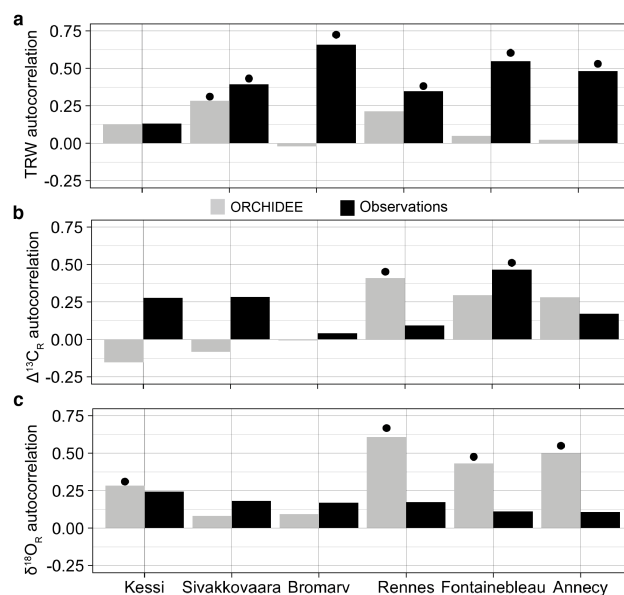 a
TRW autocorrelation
0.75
0.50
0.25
0.00
-0.25
ORCHIDEE
Observations
b
Δ¹³C_R autocorrelation
0.75
0.50
0.25
0.00
-0.25
c
δ¹⁸O_R autocorrelation
0.75
0.50
0.25
0.00
-0.25
Kessi Sivakkovaara Bromarv Rennes Fontainebleau Annecy